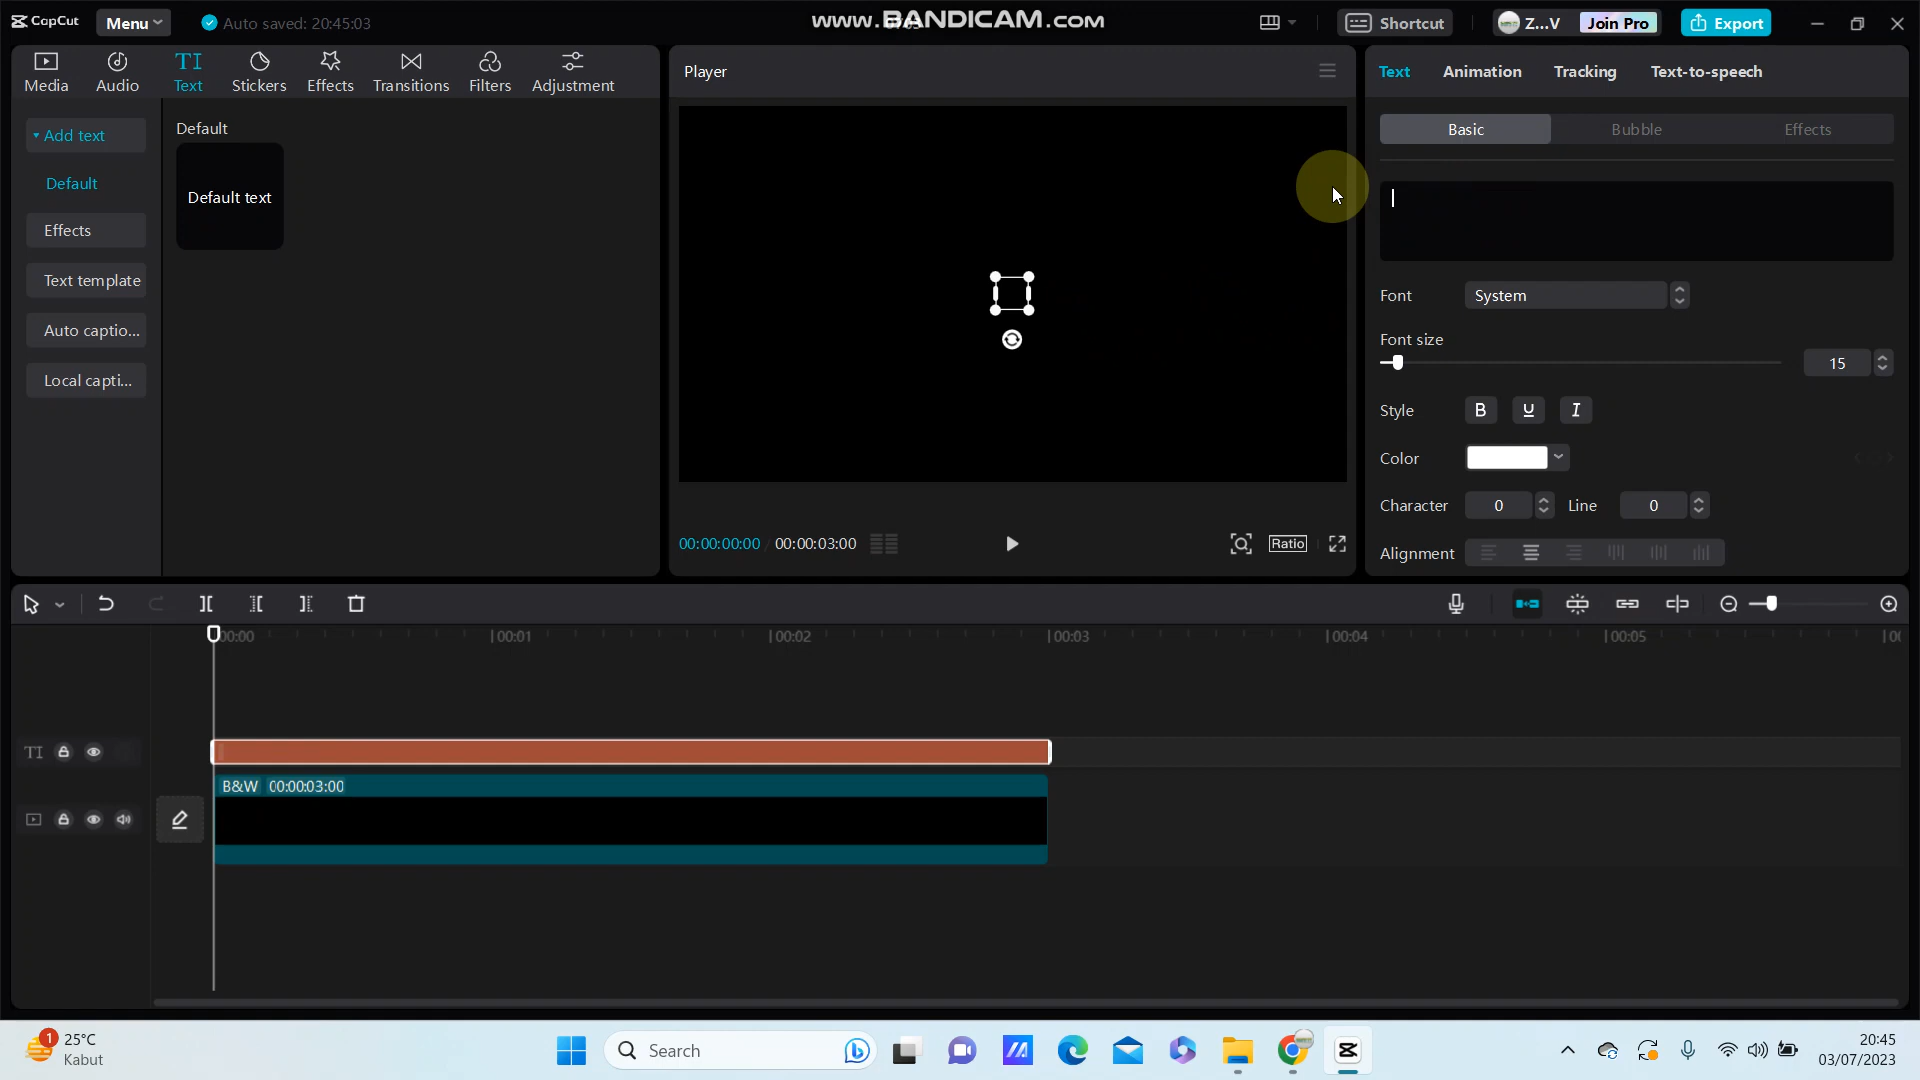 CapCut
Menu
Auto saved: 20:45:03
www.BANDICAM.COM
Shortcut
Z...V
Join Pro
Export
Media
Audio
TI
Text
Stickers
Effects
Transitions
Filters
Adjustment
Add text
Default
Effects
Text template
Auto captio...
Local capti...
Default
Default text
Player
00:00:00:00 / 00:00:03:00
Ratio
Text
Animation
Tracking
Text-to-speech
Basic
Bubble
Effects
Font
System
Font size
15
Style
B
U
I
Color
Character
0
Line
0
Alignment
00:00
00:01
00:02
00:03
00:04
00:05
TI
B&W 00:00:03:00
1
25°C
Kabut
Search
20:45
03/07/2023